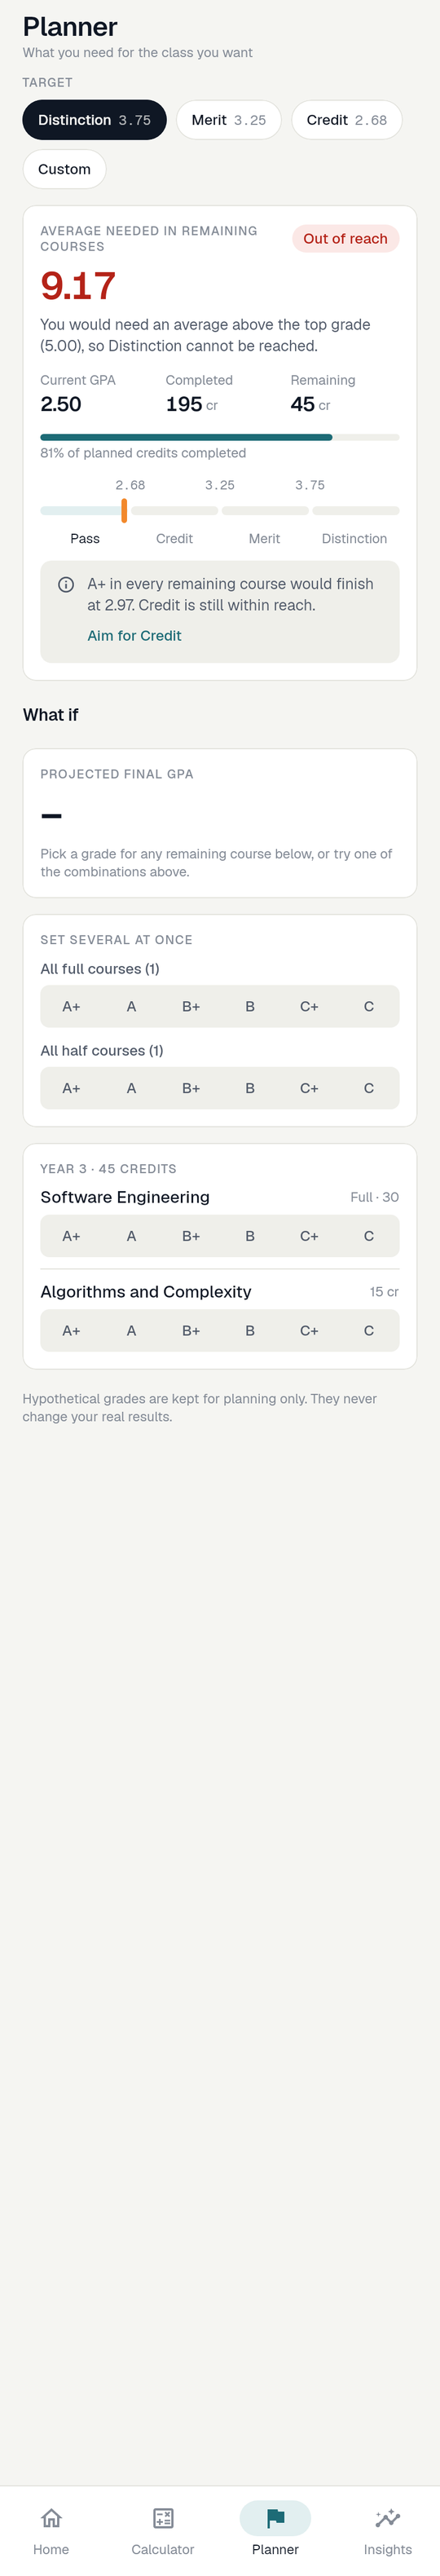 Planner
What you need for the class you want
TARGET
Distinction 3.75 Merit 3.25 Credit 2.68
Custom
AVERAGE NEEDED IN REMAINING
COURSES
Out of reach
9.17
You would need an average above the top grade
(5.00), so Distinction cannot be reached.
Current GPA Completed Remaining
2.50 195 cr 45 cr
81% of planned credits completed
2.68 3.25 3.75
Pass Credit Merit Distinction
A+ in every remaining course would finish
at 2.97. Credit is still within reach.
Aim for Credit
What if
PROJECTED FINAL GPA
–
Pick a grade for any remaining course below, or try one of
the combinations above.
SET SEVERAL AT ONCE
All full courses (1)
A+ A B+ B C+ C
All half courses (1)
A+ A B+ B C+ C
YEAR 3 · 45 CREDITS
Software Engineering Full · 30
A+ A B+ B C+ C
Algorithms and Complexity 15 cr
A+ A B+ B C+ C
Hypothetical grades are kept for planning only. They never
change your real results.
Home Calculator Planner Insights